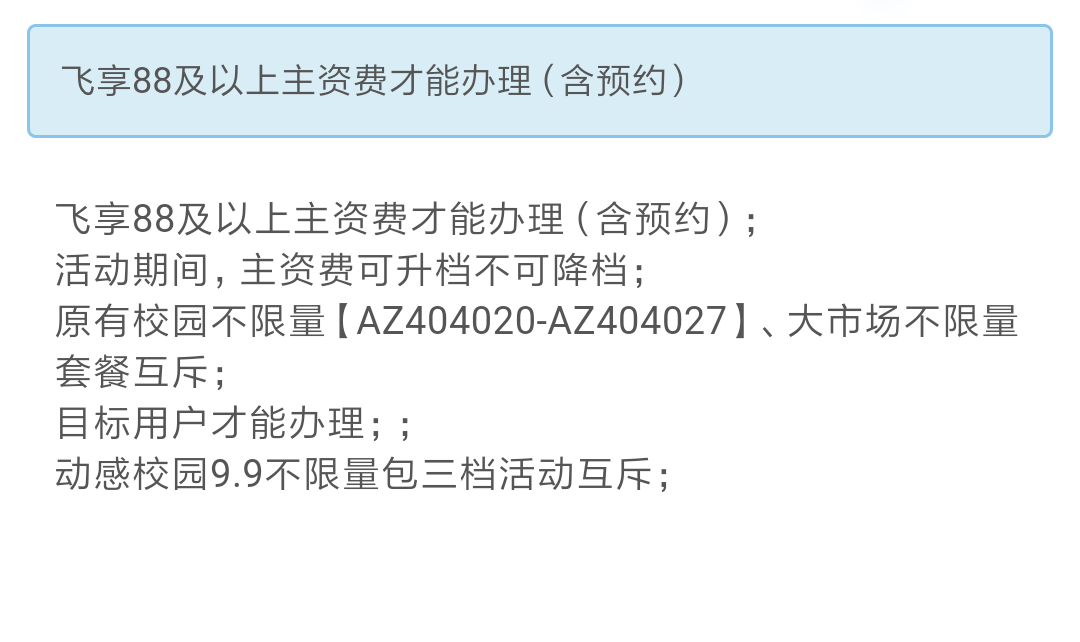 飞享88及以上主资费才能办理（含预约）
飞享88及以上主资费才能办理（含预约）;
活动期间, 主资费可升档不可降档;
原有校园不限量【AZ404020-AZ404027】、大市场不限量
套餐互斥;
目标用户才能办理; ;
动感校园9.9不限量包三档活动互斥;